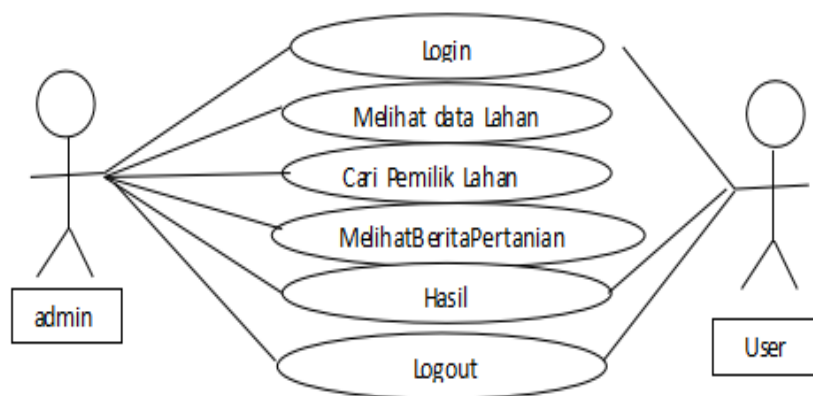 Login
Melihat data Lahan
Cari Pemilik Lahan
MelihatBeritaPertanian
Hasil
Logout
admin
User